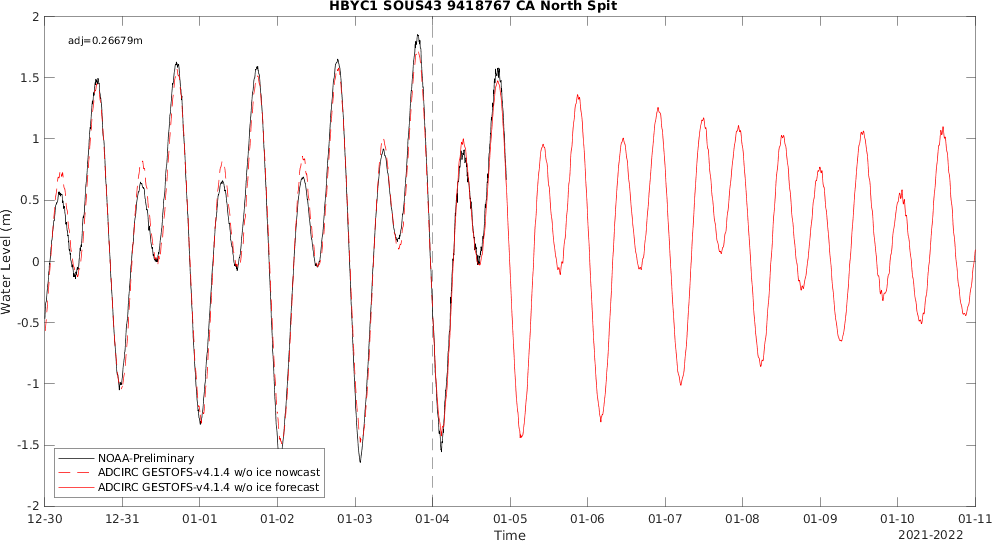 HBYC1 SOUS43 9418767 CA North Spit
adj=0.26679m
Water Level (m)
2
1.5
1
0.5
0
-0.5
-1
-1.5
-2
NOAA-Preliminary
ADCIRC GESTOFS-v4.1.4 w/o ice nowcast
ADCIRC GESTOFS-v4.1.4 w/o ice forecast
12-30 12-31 01-01 01-02 01-03 01-04 01-05 01-06 01-07 01-08 01-09 01-10 01-11
Time
2021-2022